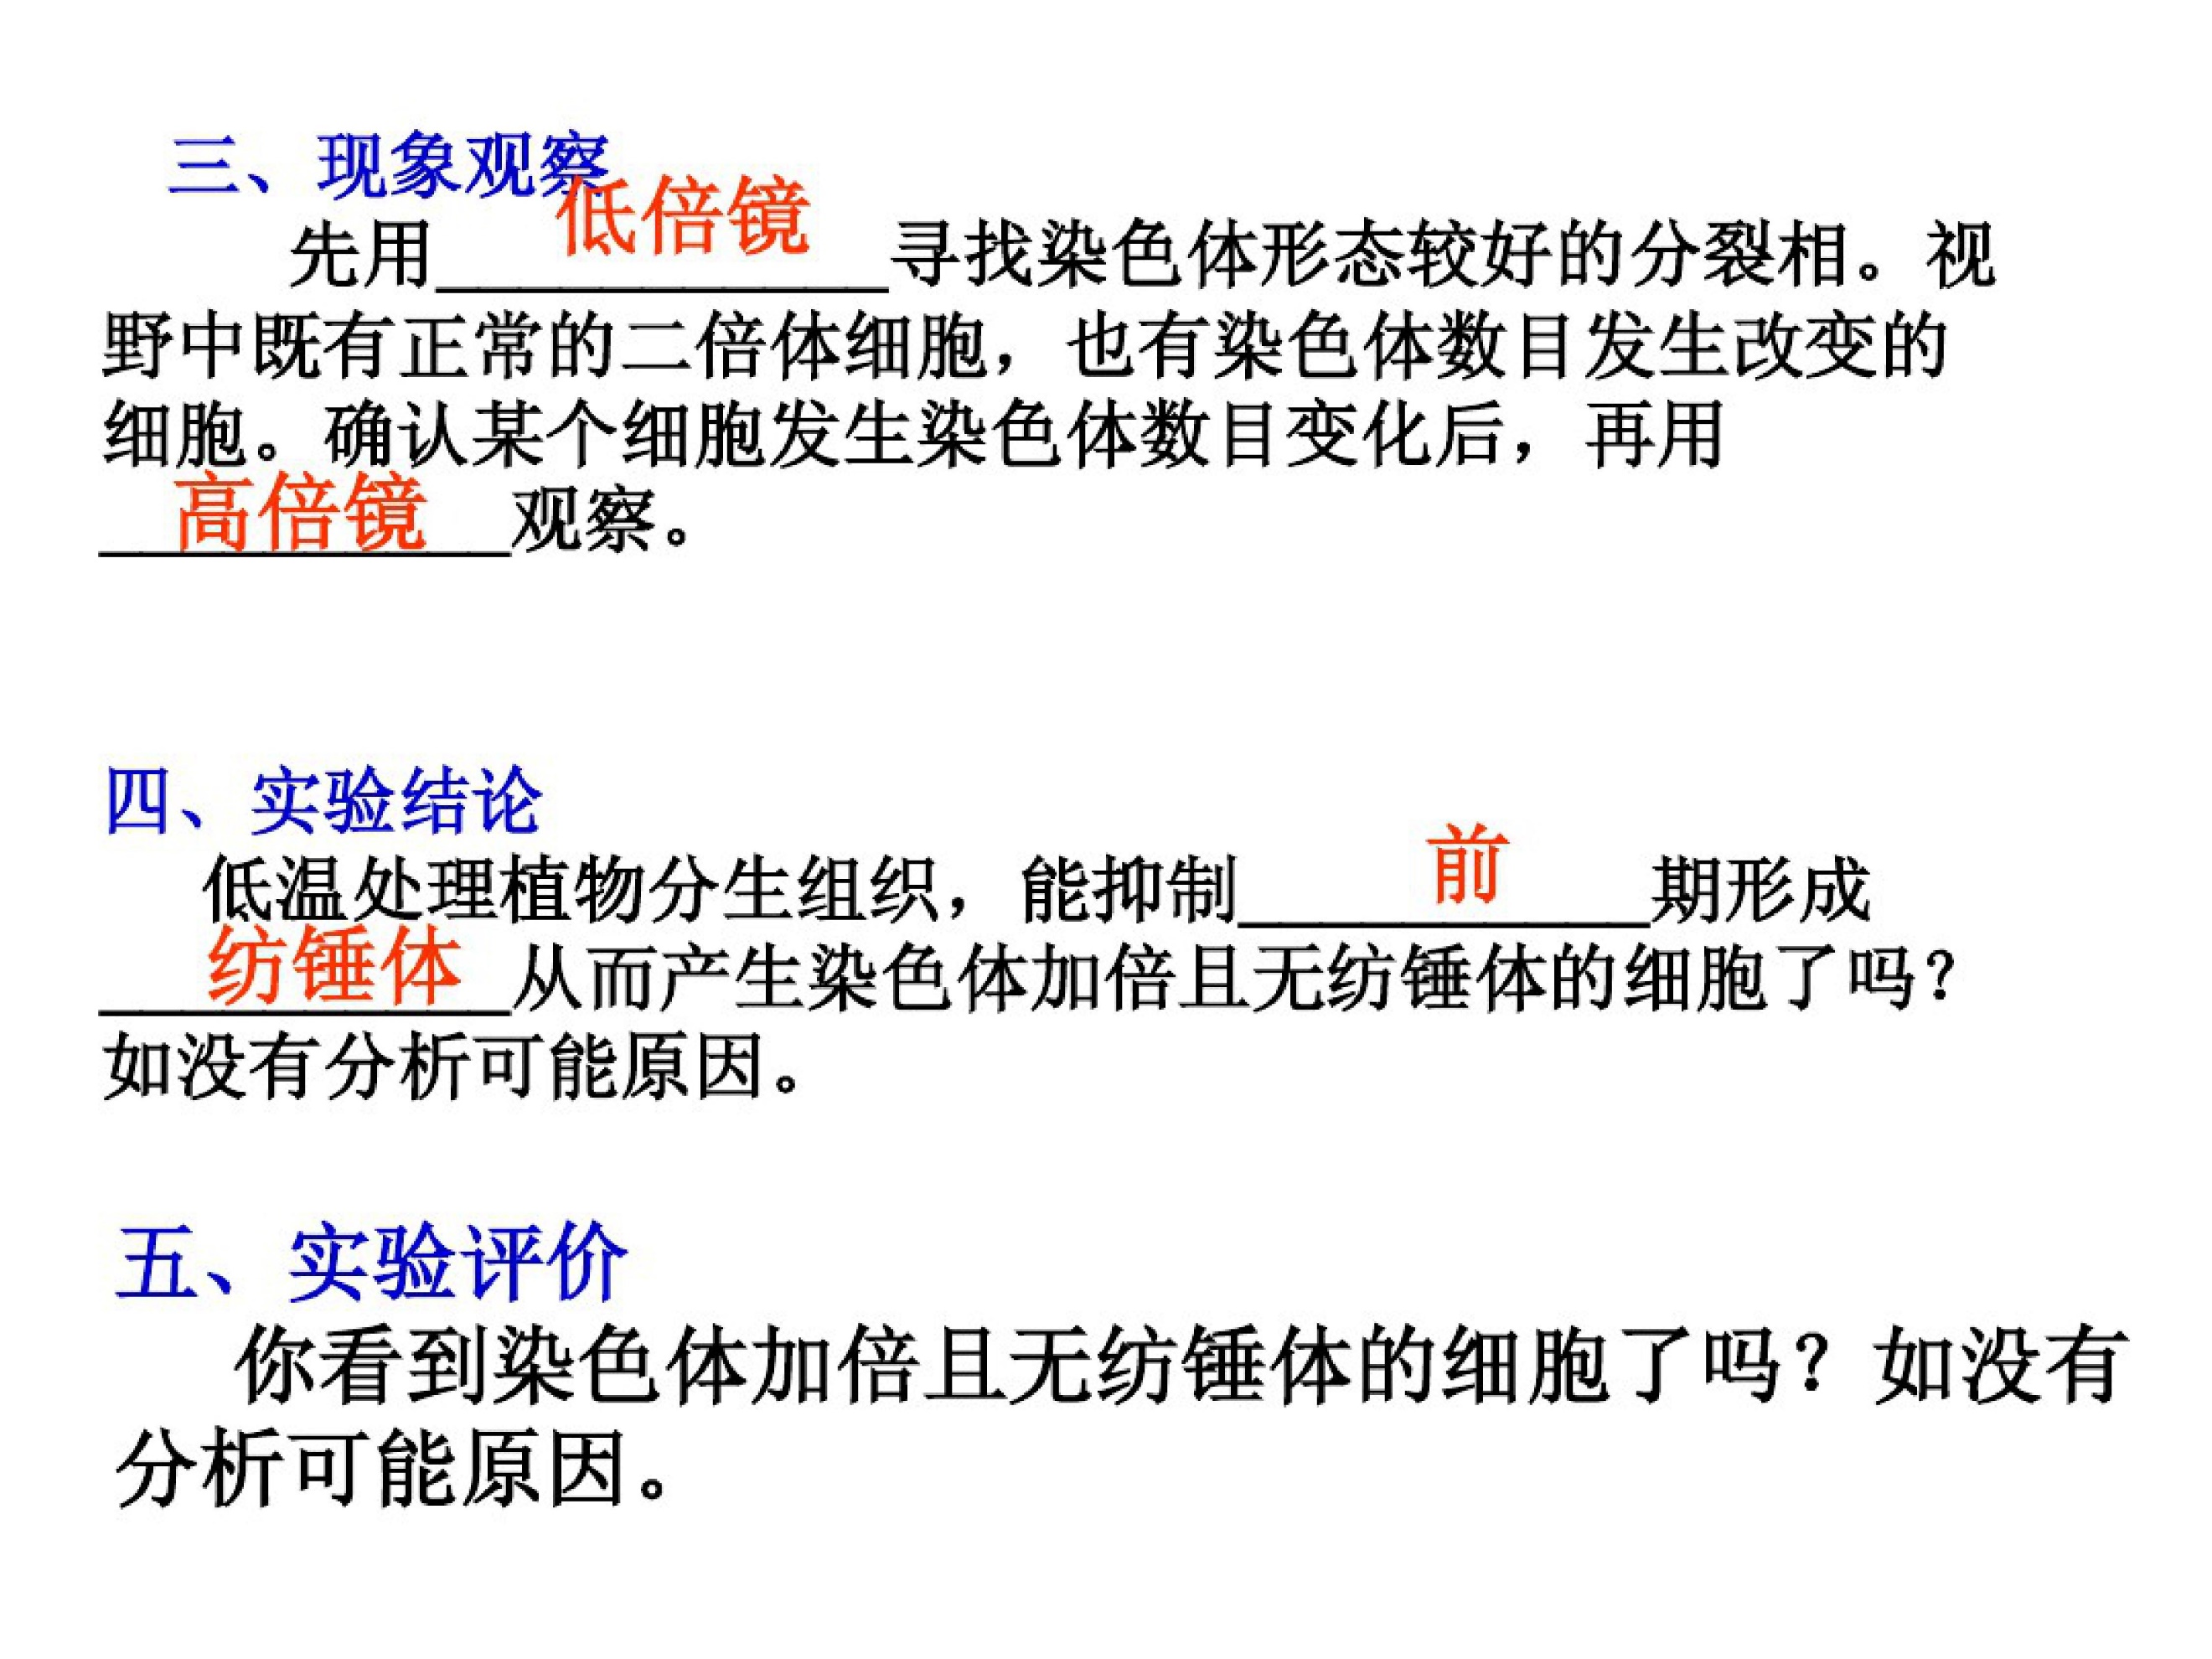 三、现象观察
先用低倍镜寻找染色体形态较好的分裂相。视
野中既有正常的二倍体细胞，也有染色体数目发生改变的
细胞。确认某个细胞发生染色体数目变化后，再用
高倍镜观察。
四、实验结论
低温处理植物分生组织，能抑制前期形成
纺锤体从而产生染色体加倍且无纺锤体的细胞了吗？
如没有分析可能原因。
五、实验评价
你看到染色体加倍且无纺锤体的细胞了吗？如没有
分析可能原因。